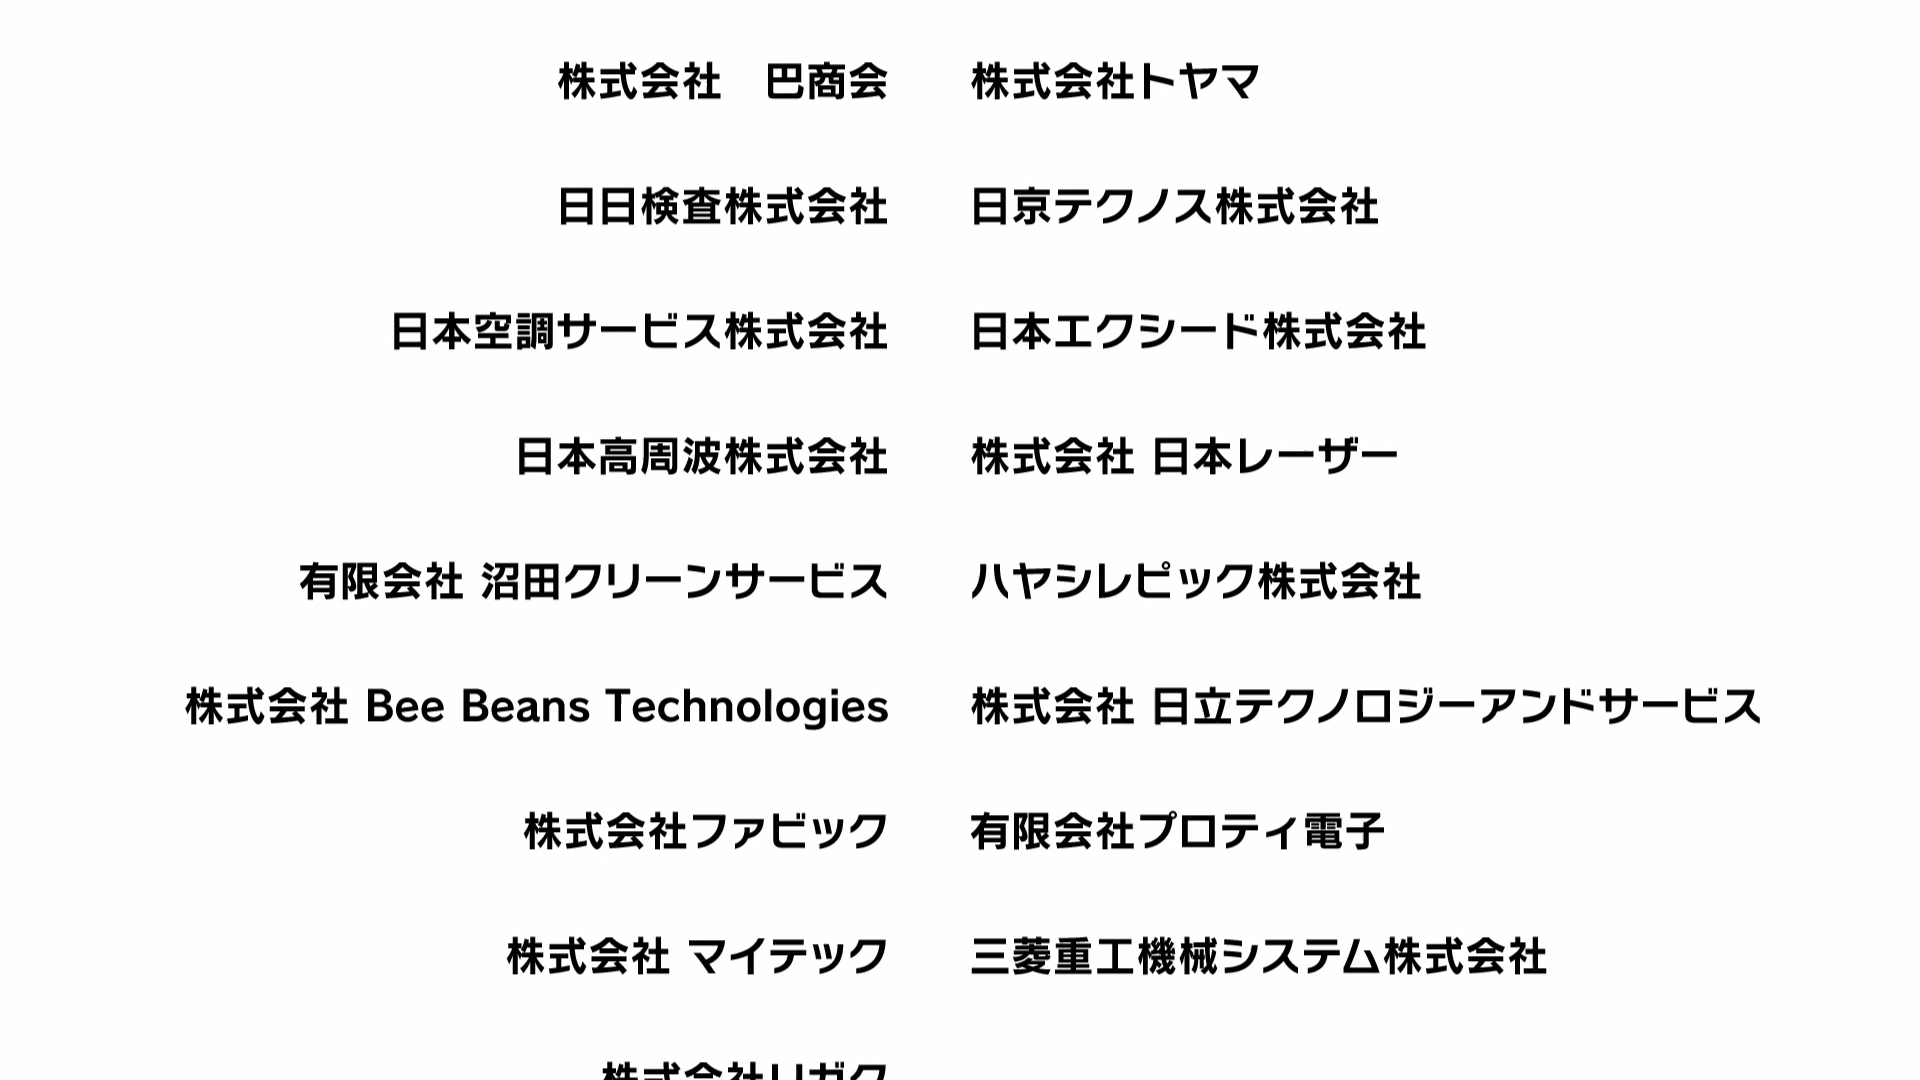 株式会社　巴商会
株式会社トヤマ
日日検査株式会社
日京テクノス株式会社
日本空調サービス株式会社
日本エクシード株式会社
日本高周波株式会社
株式会社 日本レーザー
有限会社 沼田クリーンサービス
ハヤシレピック株式会社
株式会社 Bee Beans Technologies
株式会社 日立テクノロジーアンドサービス
株式会社ファビック
有限会社プロティ電子
株式会社 マイテック
三菱重工機械システム株式会社
株式会社リガク